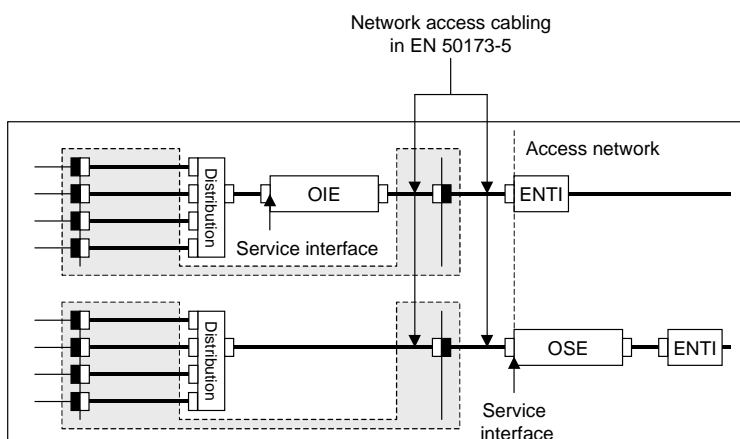 Network access cabling
in EN 50173-5
Access network
Distribution
OIE
ENTI
Service interface
Distribution
OSE
ENTI
Service
interface